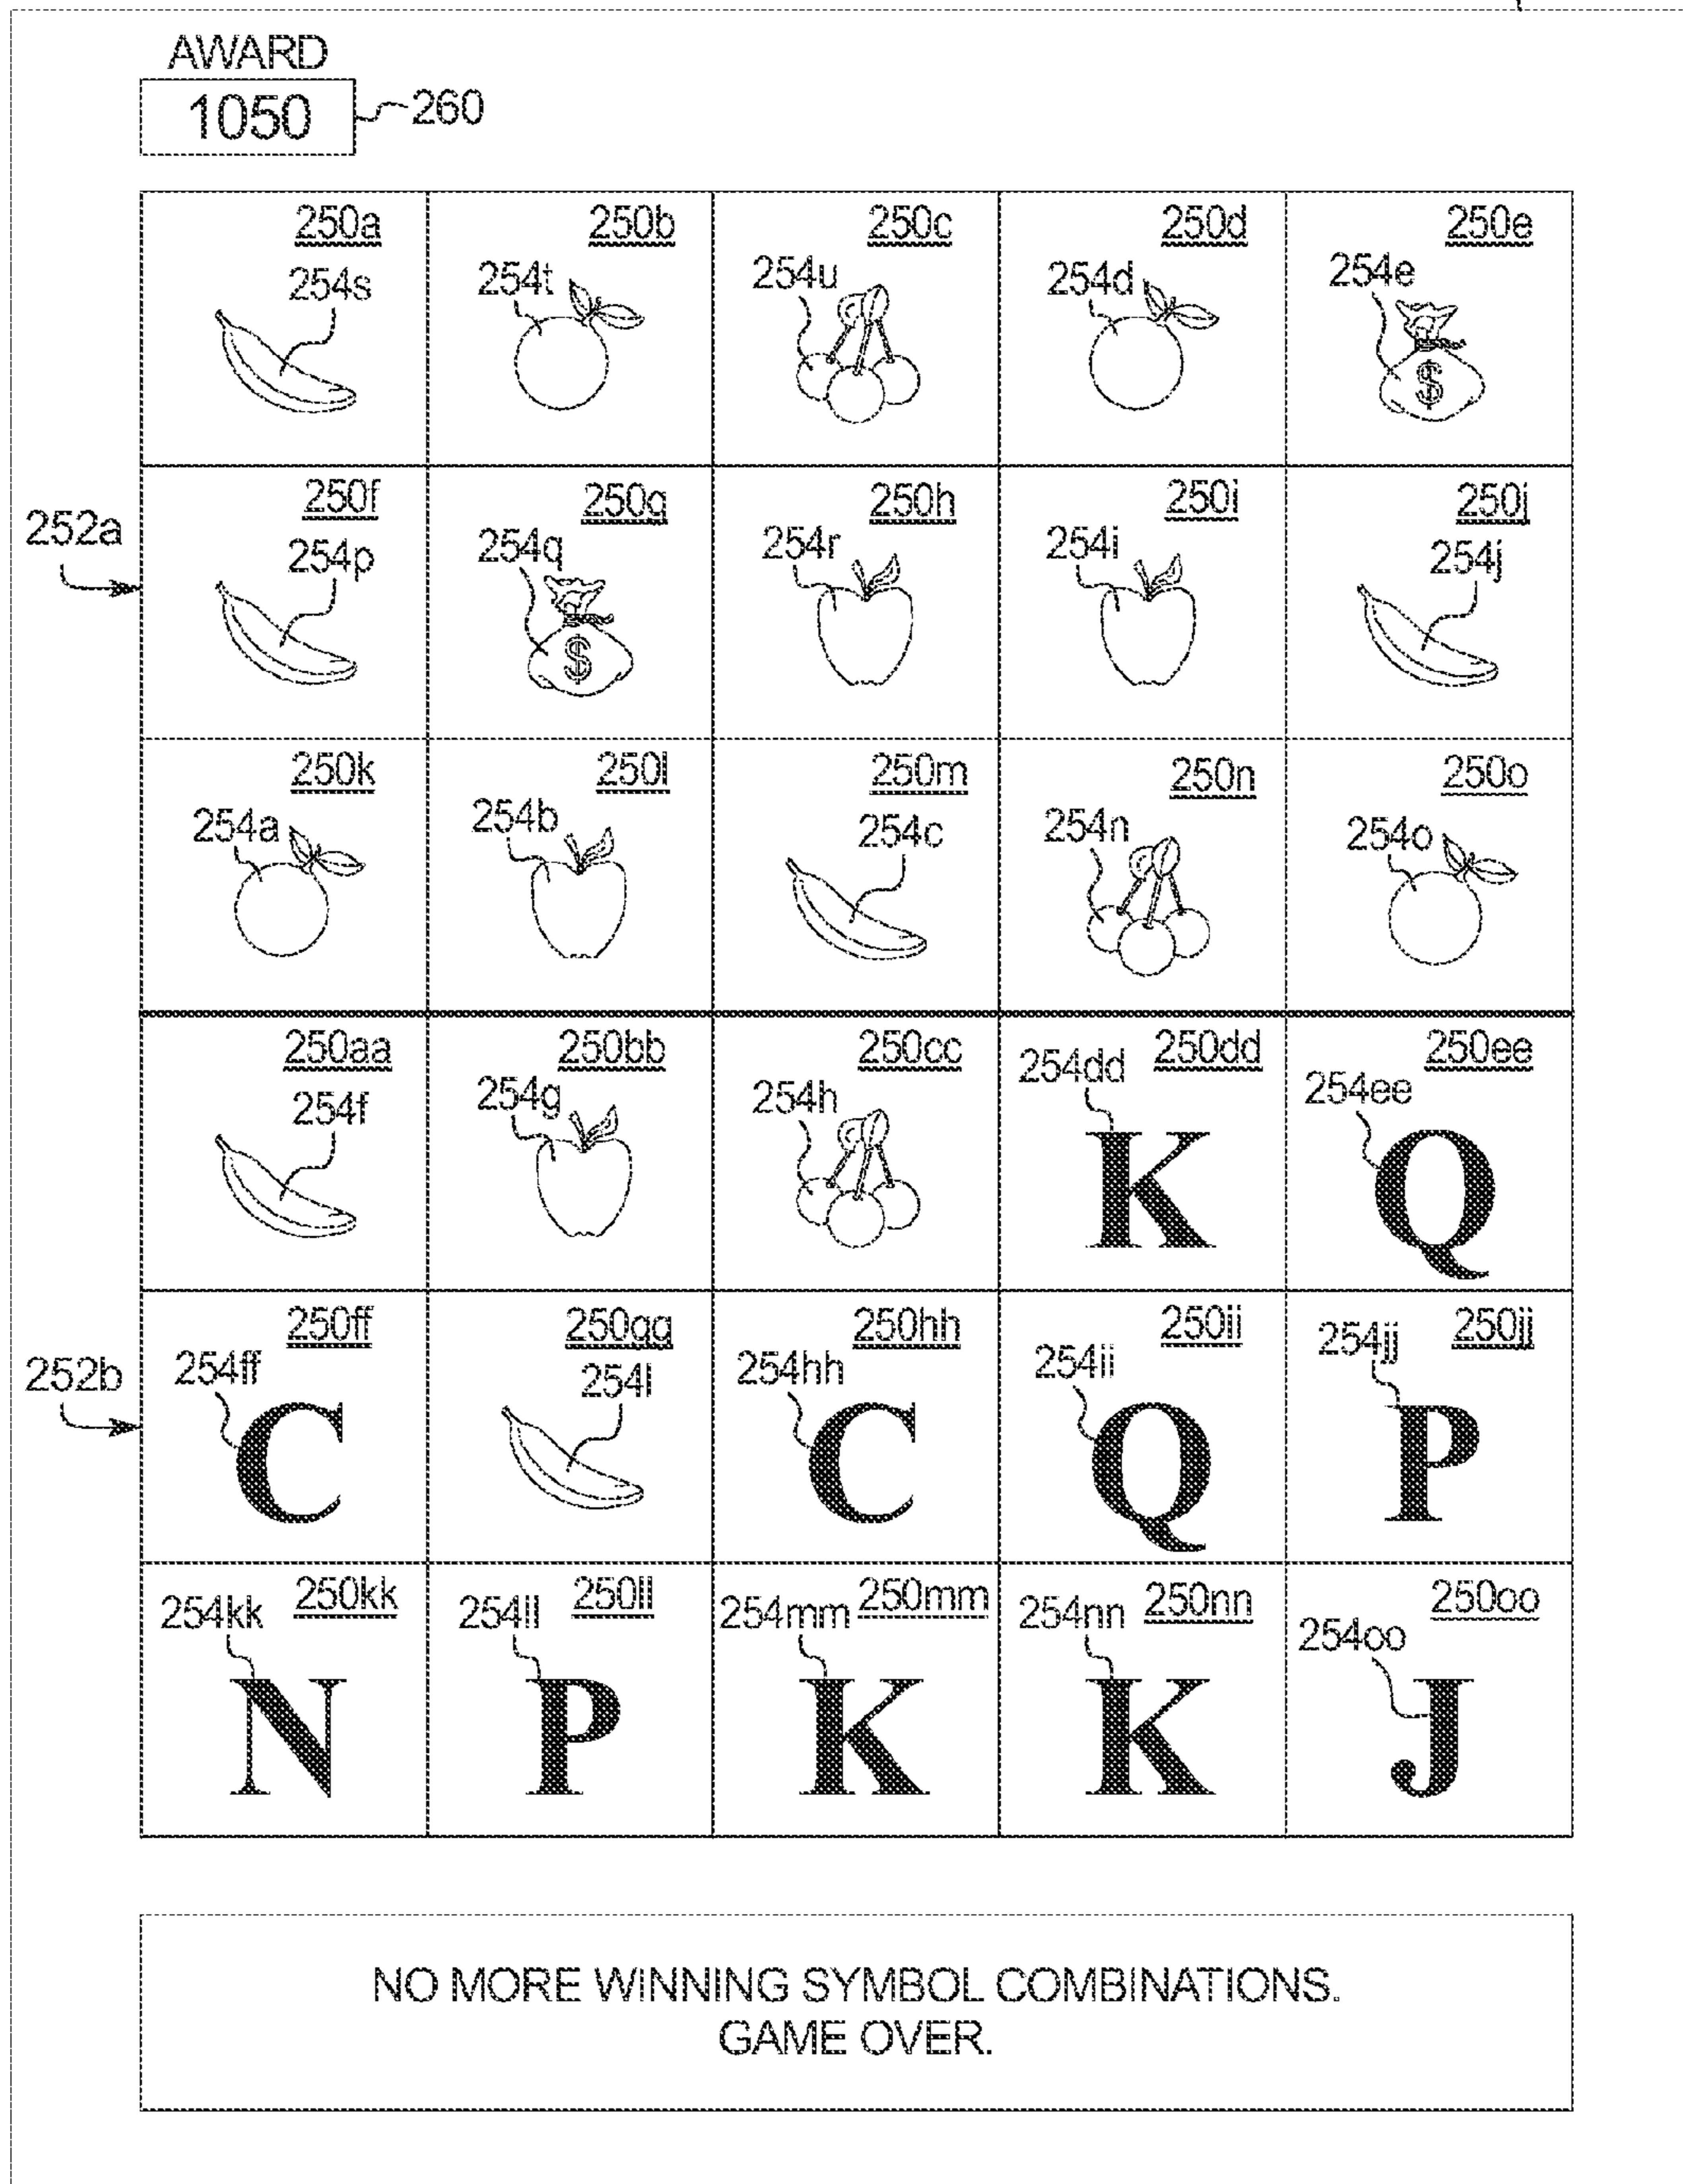 AWARD
1050 260
250a 250b 250c 250d 250e
254s 254t 254u 254d 254e
$
252a
250f 250g 250h 250i 250j
254p 254q 254r 254i 254j
$
250k 250l 250m 250n 250o
254a 254b 254c 254n 254o
250aa 250bb 250cc 250dd 250ee
254f 254g 254h 254dd 254ee
K Q
252b
250ff 250gg 250hh 250ii 250jj
254ff 254l 254hh 254ii 254jj
C C Q P
254kk 250kk 254ll 250ll 254mm 250mm 254nn 250nn 254oo 250oo
N P K K J
NO MORE WINNING SYMBOL COMBINATIONS.
GAME OVER.